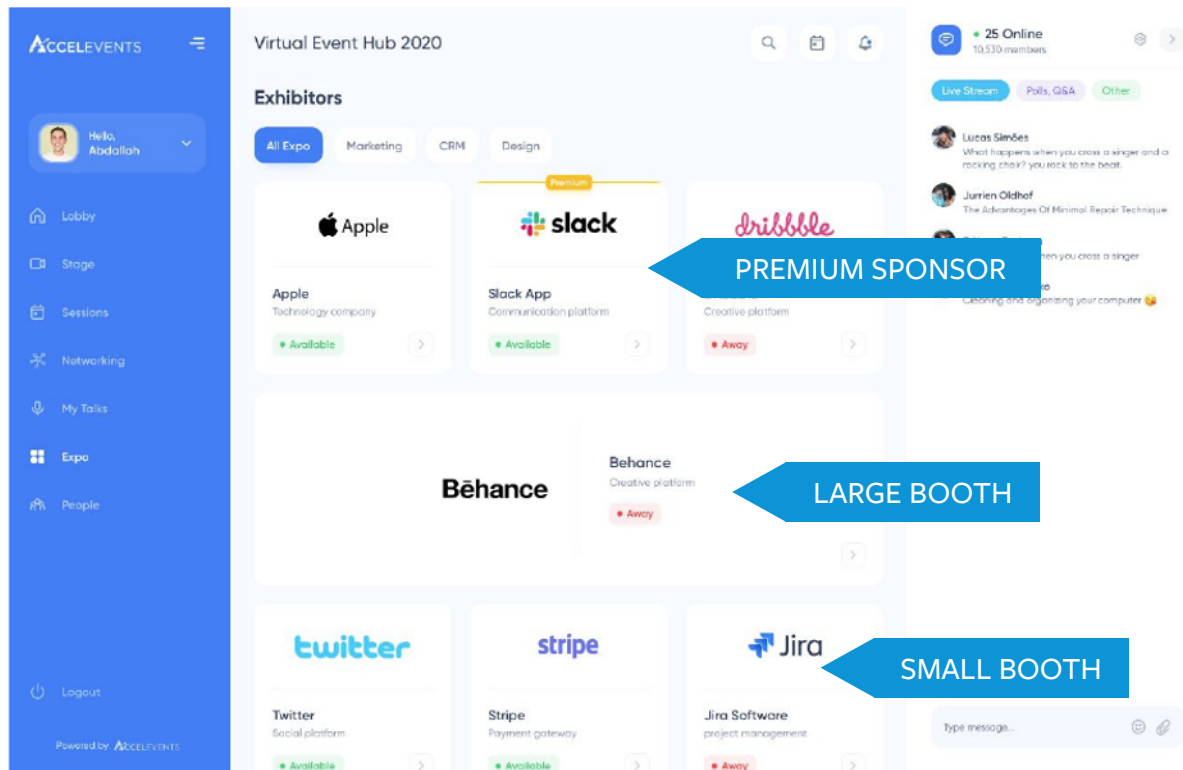 ACCELEVENTS
Hello,
Abdallah
Lobby
Stage
Sessions
Networking
My Talks
Expo
People
Logout
Powered by ACCELEVENTS
Virtual Event Hub 2020
Exhibitors
All Expo
Marketing
CRM
Design
Apple
Apple
Technology company
Available
Premium
slack
Slack App
Communication platform
Available
dribbble
Creative platform
Away
PREMIUM SPONSOR
Bēhance
Behance
Creative platform
Away
LARGE BOOTH
twitter
Twitter
Social platform
Available
stripe
Stripe
Payment gateway
Available
Jira
Jira Software
project management
Away
SMALL BOOTH
25 Online
10,530 members
Live Stream
Polls, Q&A
Other
Lucas Simões
What happens when you cross a singer and a
rocking chair? you rock to the beat.
Jurrien Oldhof
The Advantages Of Minimal Repair Technique
when you cross a singer
Cleaning and organizing your computer 😘
Type message...